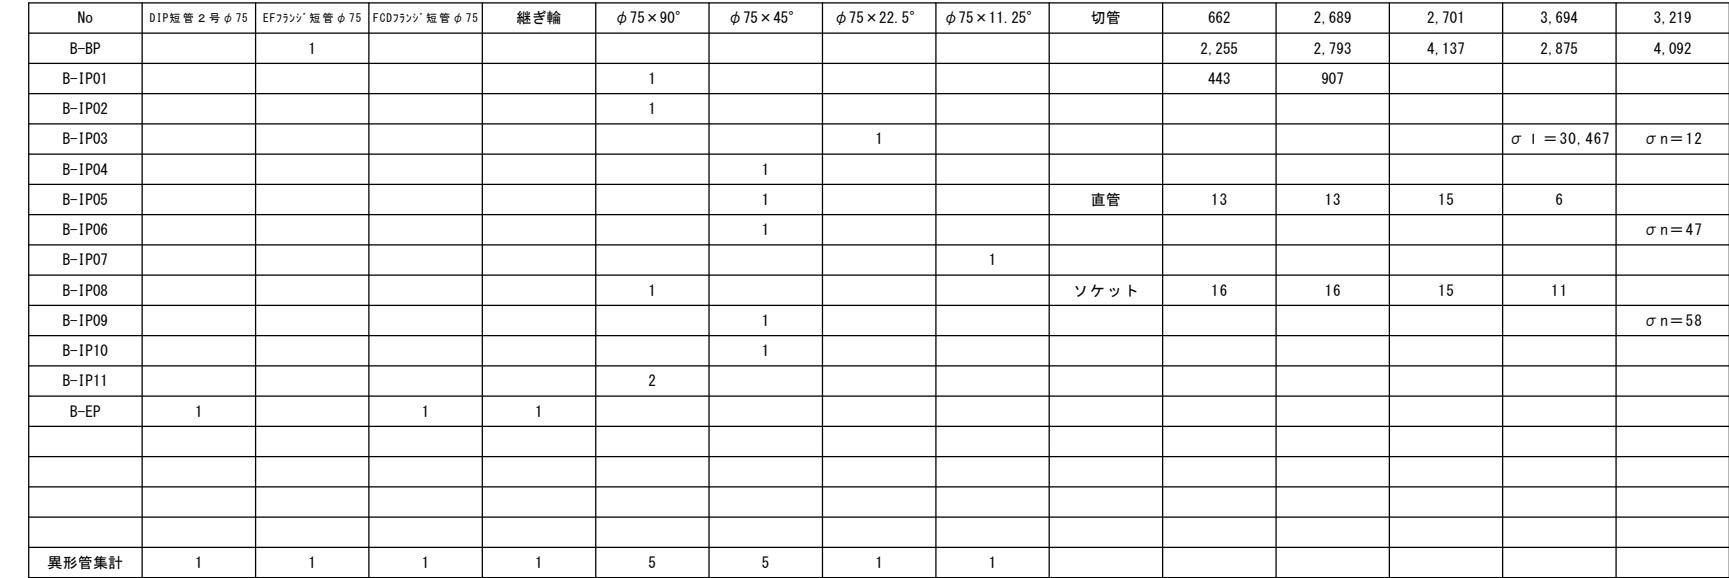 No DIP短管２号φ75 EFﾌﾗﾝｼﾞ短管φ75 FCDﾌﾗﾝｼﾞ短管φ75 継ぎ輪 φ75×90° φ75×45° φ75×22.5° φ75×11.25° 切管 662 2,689 2,701 3,694 3,219
B-BP 1 2,255 2,793 4,137 2,875 4,092
B-IP01 1 443 907
B-IP02 1
B-IP03 1 σｌ＝30,467 σn＝12
B-IP04 1
B-IP05 1 直管 13 13 15 6
B-IP06 1 σn＝47
B-IP07 1
B-IP08 1 ソケット 16 16 15 11
B-IP09 1 σn＝58
B-IP10 1
B-IP11 2
B-EP 1 1 1
異形管集計 1 1 1 1 5 5 1 1